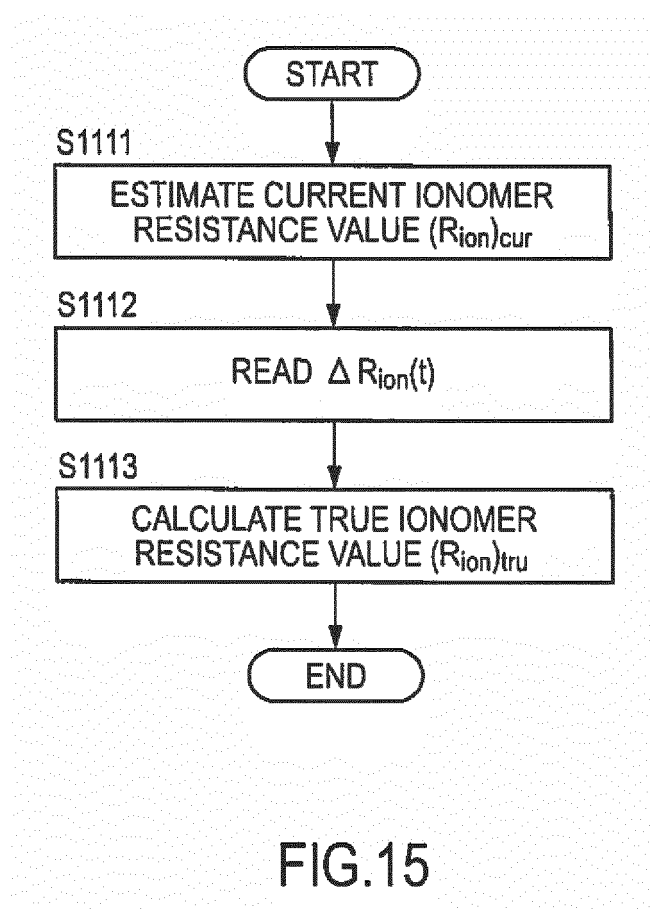 START
S1111
ESTIMATE CURRENT IONOMER
RESISTANCE VALUE (Rion)cur
S1112
READ Δ Rion(t)
S1113
CALCULATE TRUE IONOMER
RESISTANCE VALUE (Rion)tru
END
FIG.15